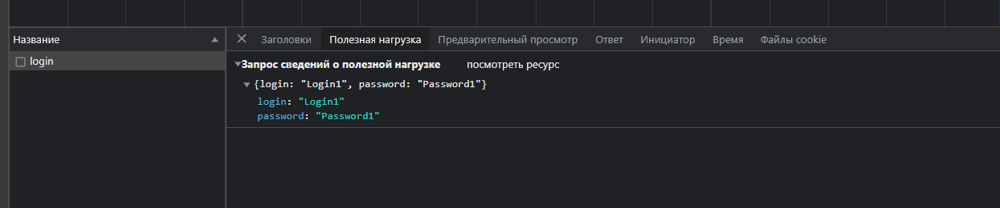 Название
login
Заголовки Полезная нагрузка Предварительный просмотр Ответ Инициатор Время Файлы cookie
Запрос сведений о полезной нагрузке посмотреть ресурс
{login: "Login1", password: "Password1"}
login: "Login1"
password: "Password1"